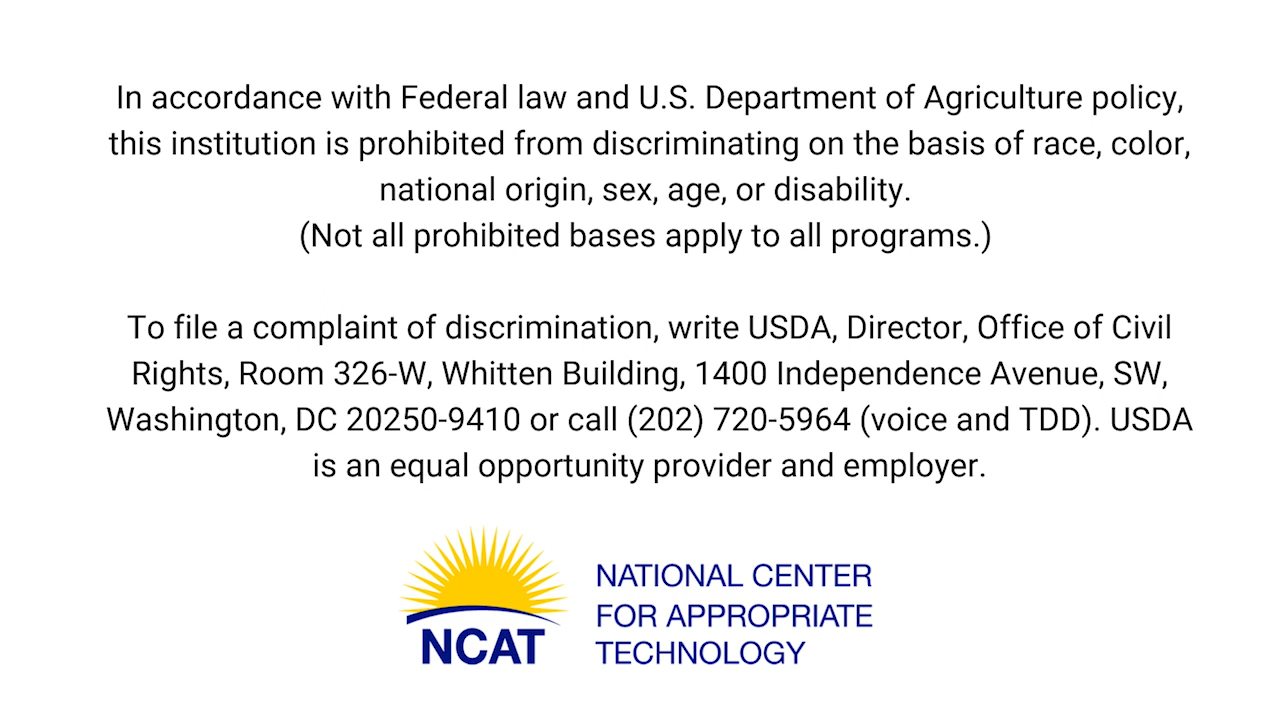 In accordance with Federal law and U.S. Department of Agriculture policy,
this institution is prohibited from discriminating on the basis of race, color,
national origin, sex, age, or disability.
(Not all prohibited bases apply to all programs.)
To file a complaint of discrimination, write USDA, Director, Office of Civil
Rights, Room 326-W, Whitten Building, 1400 Independence Avenue, SW,
Washington, DC 20250-9410 or call (202) 720-5964 (voice and TDD). USDA
is an equal opportunity provider and employer.
NCAT
NATIONAL CENTER
FOR APPROPRIATE
TECHNOLOGY